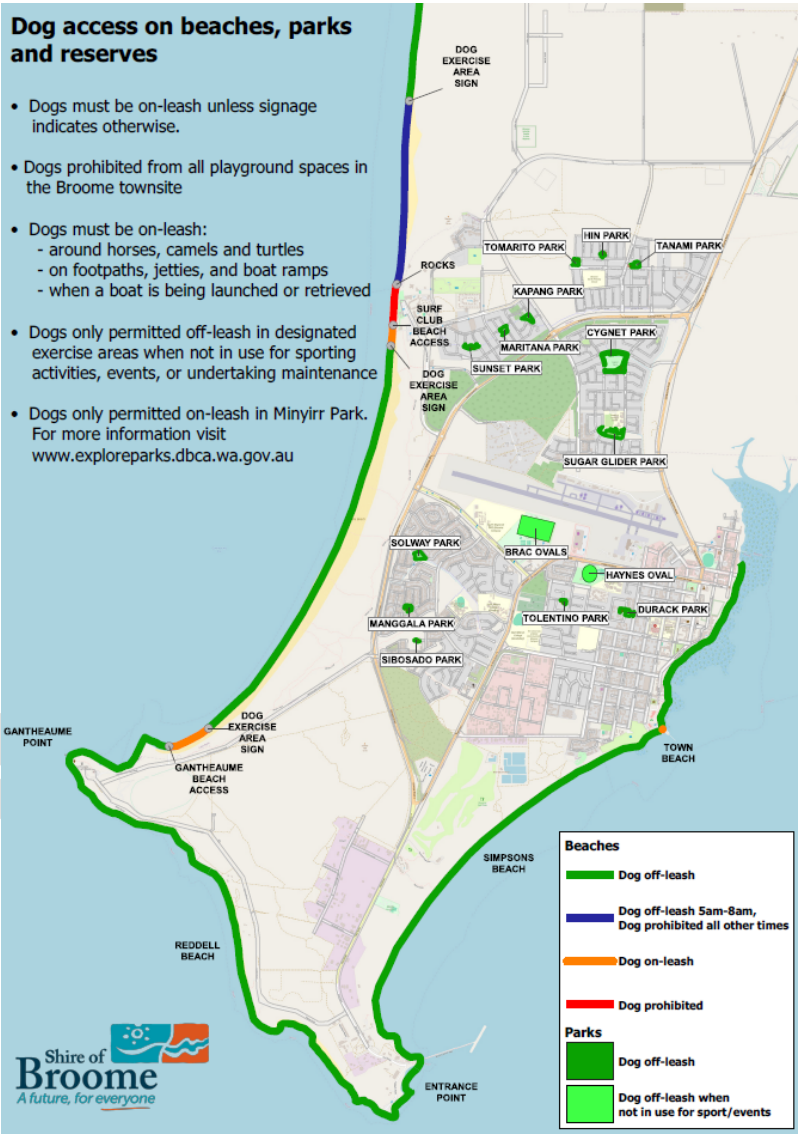 Dog access on beaches, parks
and reserves
• Dogs must be on-leash unless signage
indicates otherwise.
• Dogs prohibited from all playground spaces in
the Broome townsite
• Dogs must be on-leash:
- around horses, camels and turtles
- on footpaths, jetties, and boat ramps
- when a boat is being launched or retrieved
• Dogs only permitted off-leash in designated
exercise areas when not in use for sporting
activities, events, or undertaking maintenance
• Dogs only permitted on-leash in Minyirr Park.
For more information visit
www.exploreparks.dbca.wa.gov.au
DOG
EXERCISE
AREA
SIGN
ROCKS
SURF
CLUB
BEACH
ACCESS
DOG
EXERCISE
AREA
SIGN
HIN PARK
TOMARITO PARK
TANAMI PARK
KAPANG PARK
MARITANA PARK
CYGNET PARK
SUNSET PARK
SUGAR GLIDER PARK
SOLWAY PARK
BRAC OVALS
HAYNES OVAL
MANGGALA PARK
TOLENTINO PARK
DURACK PARK
SIBOSADO PARK
DOG
EXERCISE
AREA
SIGN
GANTHEAUME
POINT
GANTHEAUME
BEACH
ACCESS
TOWN
BEACH
SIMPSONS
BEACH
REDDELL
BEACH
ENTRANCE
POINT
Beaches
Dog off-leash
Dog off-leash 5am-8am,
Dog prohibited all other times
Dog on-leash
Dog prohibited
Parks
Dog off-leash
Dog off-leash when
not in use for sport/events
Shire of
Broome
A future, for everyone